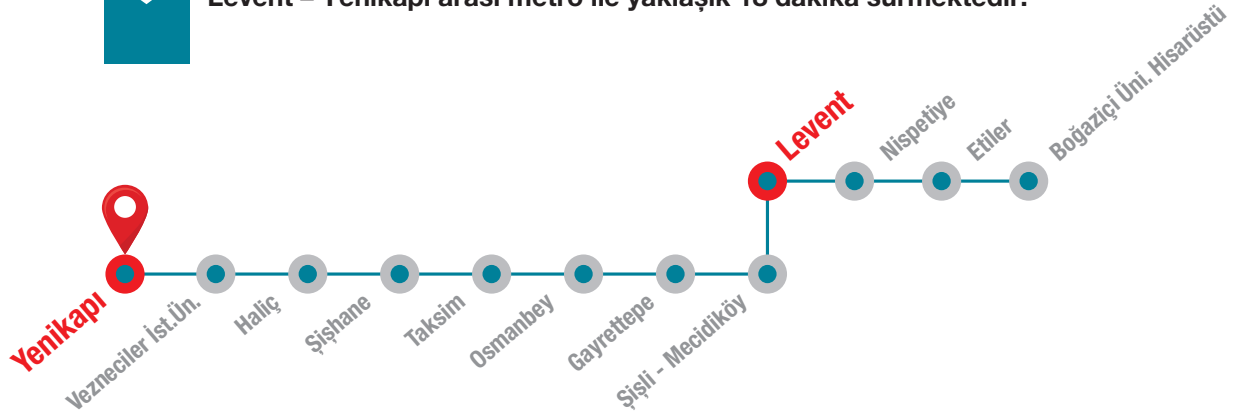 Levent – Yenikapı arası metro ile yaklaşık 18 dakika sürmektedir.
Yenikapı
Vezneciler İst.Ün.
Haliç
Şişhane
Taksim
Osmanbey
Gayrettepe
Şişli - Mecidiköy
Levent
Nispetiye
Etiler
Boğaziçi Üni. Hisarüstü